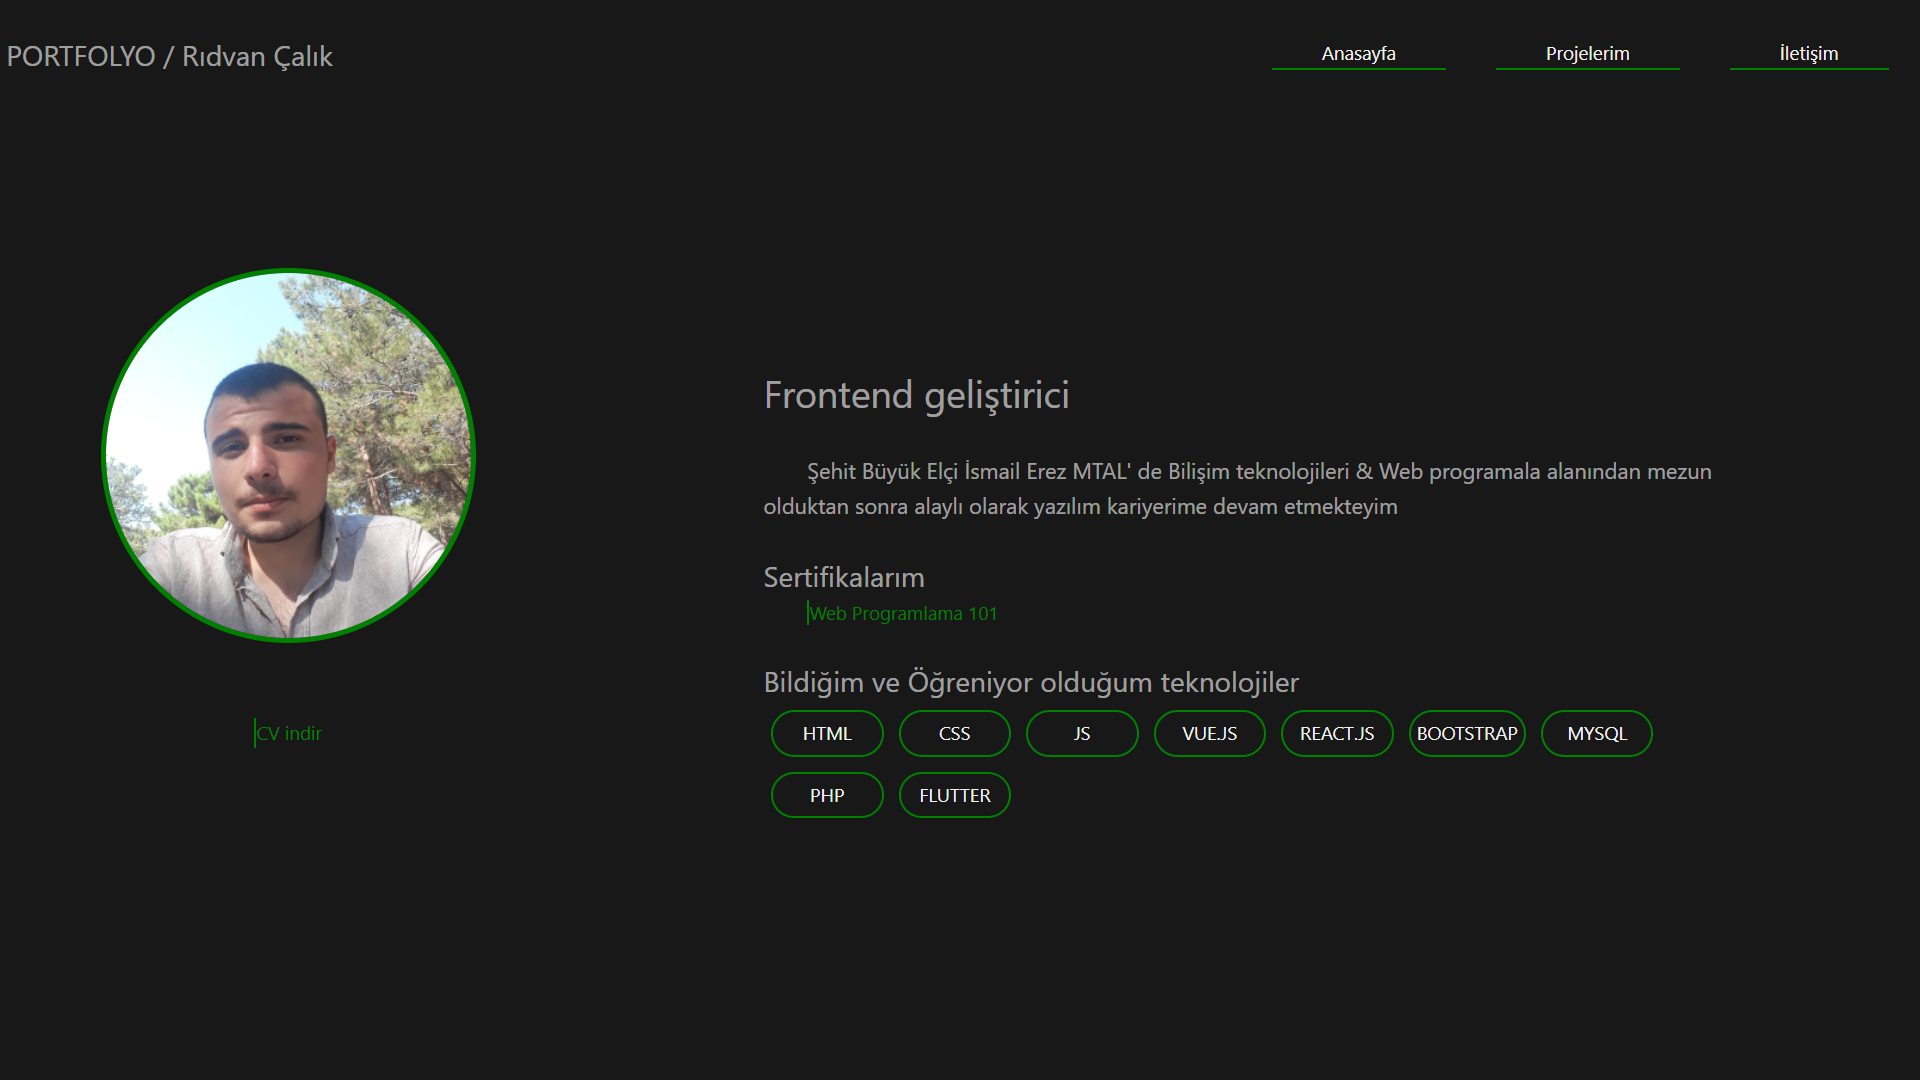 PORTFOLYO / Rıdvan Çalık
Anasayfa
Projelerim
İletişim
Frontend geliştirici
Şehit Büyük Elçi İsmail Erez MTAL' de Bilişim teknolojileri & Web programala alanından mezun
olduktan sonra alaylı olarak yazılım kariyerime devam etmekteyim
Sertifikalarım
Web Programlama 101
Bildiğim ve Öğreniyor olduğum teknolojiler
HTML
CSS
JS
VUE.JS
REACT.JS
BOOTSTRAP
MYSQL
PHP
FLUTTER
CV indir